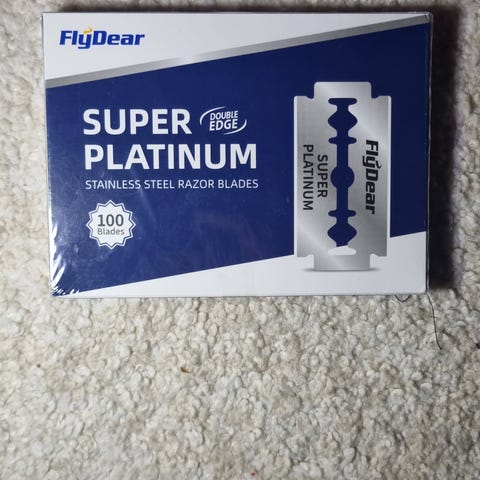 FlyDear
SUPER
DOUBLE
EDGE
PLATINUM
STAINLESS STEEL RAZOR BLADES
100
Blades
FlyDear
SUPER
PLATINUM